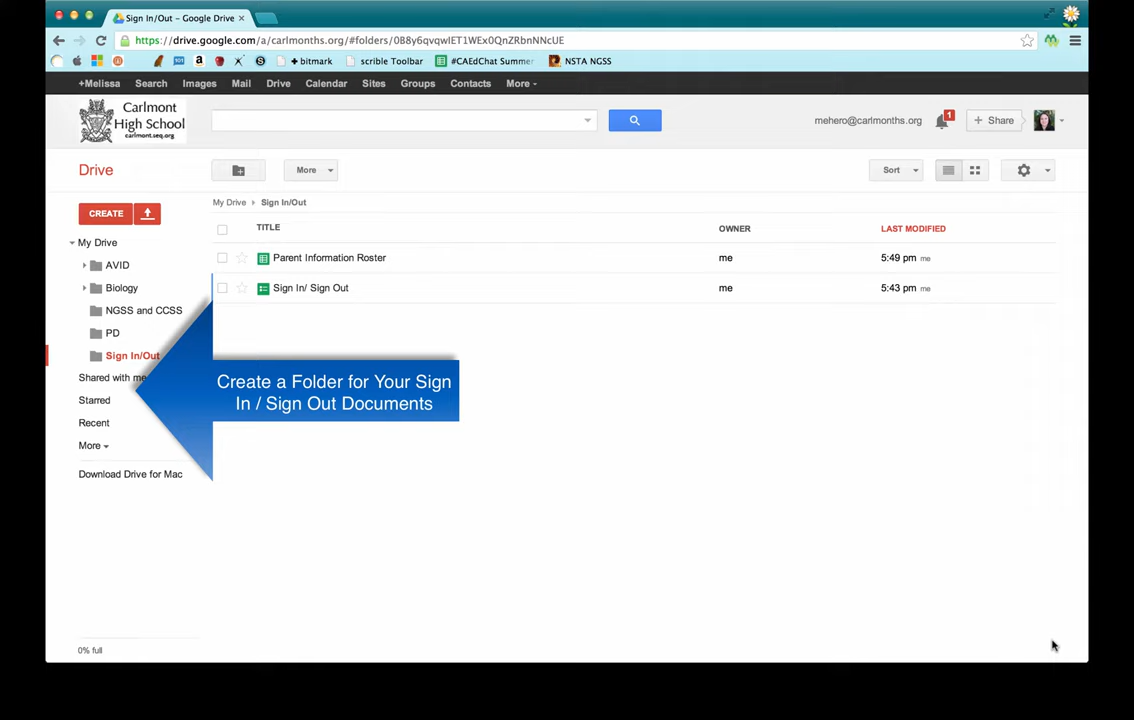 Sign In/Out – Google Drive ×
https://drive.google.com/a/carlmonths.org/#folders/0B8y6qvqwIET1WEx0QnZRbnNNcUE
+ bitmark scrible Toolbar #CAEdChat Summer NSTA NGSS
+Melissa Search Images Mail Drive Calendar Sites Groups Contacts More
Carlmont
High School
carlmont.seq.org
mehero@carlmonths.org 1 + Share
Drive More Sort
CREATE
My Drive Sign In/Out
TITLE OWNER LAST MODIFIED
Parent Information Roster me 5:49 pm me
Sign In/ Sign Out me 5:43 pm me
My Drive
AVID
Biology
NGSS and CCSS
PD
Sign In/Out
Shared with me
Starred
Recent
More
Download Drive for Mac
Create a Folder for Your Sign
In / Sign Out Documents
0% full